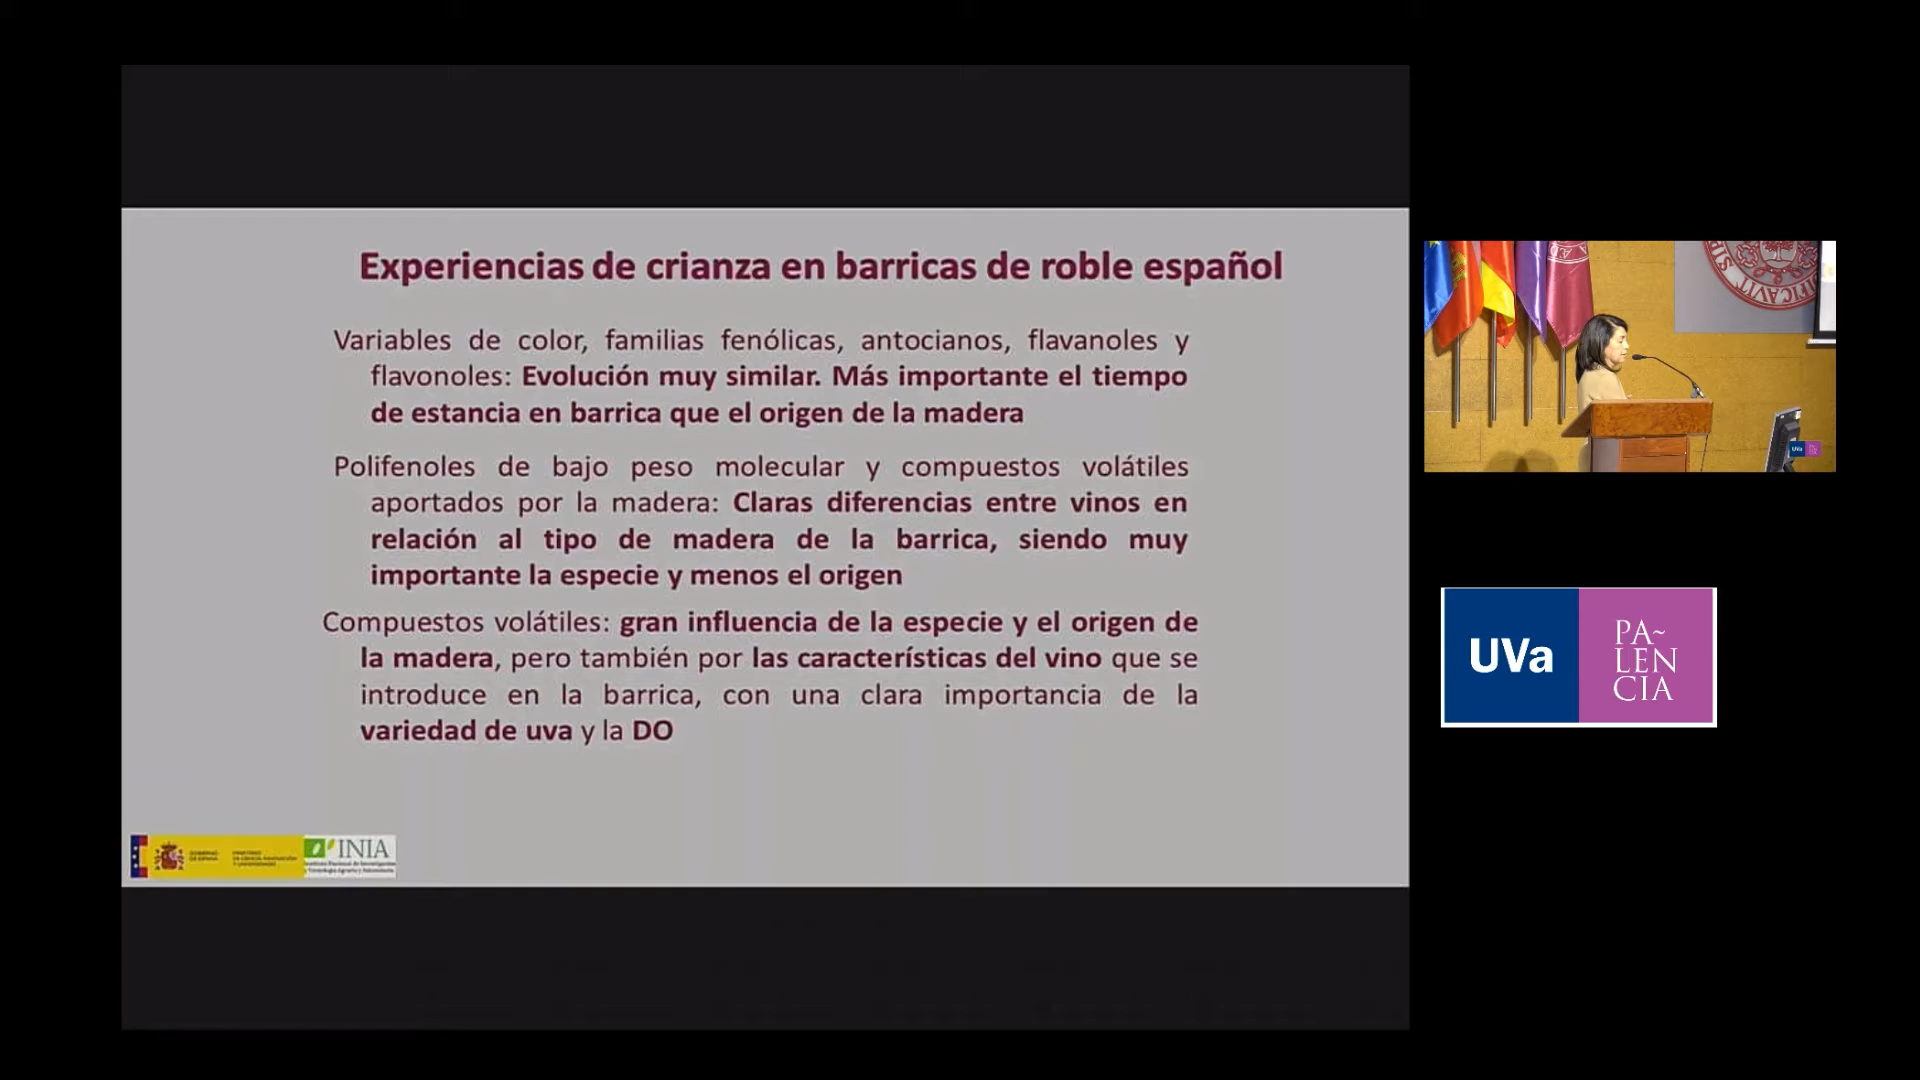 Experiencias de crianza en barricas de roble español
Variables de color, familias fenólicas, antocianos, flavanoles y
flavonoles: Evolución muy similar. Más importante el tiempo
de estancia en barrica que el origen de la madera
Polifenoles de bajo peso molecular y compuestos volátiles
aportados por la madera: Claras diferencias entre vinos en
relación al tipo de madera de la barrica, siendo muy
importante la especie y menos el origen
Compuestos volátiles: gran influencia de la especie y el origen de
la madera, pero también por las características del vino que se
introduce en la barrica, con una clara importancia de la
variedad de uva y la DO
INIA
UVa
PA~
LEN
CIA
UVa